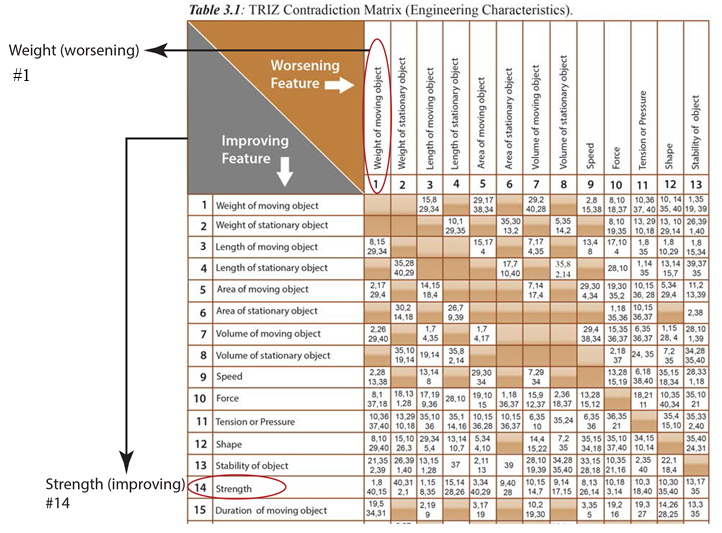 Table 3.1: TRIZ Contradiction Matrix (Engineering Characteristics).
Weight (worsening)
#1
Worsening
Feature
Improving
Feature
Weight of moving object
Weight of stationary object
Length of moving object
Length of stationary object
Area of moving object
Area of stationary object
Volume of moving object
Volume of stationary object
Speed
Force
Tension or Pressure
Shape
Stability of object
1 2 3 4 5 6 7 8 9 10 11 12 13
1 Weight of moving object 15,8 29,34 29,17 38,34 29,2 40,28 2,8 15,38 8,10 18,37 10,36 37, 40 10, 14 35, 40 1,35 19, 39
2 Weight of stationary object 10,1 29,35 35,30 13,2 5,35 14,2 8,10 19,35 13, 29 10,18 13,10 29,14 26,39 1,40
3 Length of moving object 8,15 29,34 15,17 4 7,17 4,35 13,4 8 17,10 4 1,8 35 1,8 10,29 1,8 15,34
4 Length of stationary object 35,28 40,29 17,7 10,40 35,8 2,14 28,10 1,14 35 13,14 15,7 39,37 35
5 Area of moving object 2,17 29,4 14,15 18,4 7,14 17,4 29,30 4,34 19,30 35,2 10,15 36, 28 5,34 29,4 11,2 13,39
6 Area of stationary object 30,2 14,18 26,7 9,39 1,18 35,36 10,15 36,37 2,38
7 Volume of moving object 2,26 29,40 1,7 4,35 1,7 4,17 29,4 38,34 15,35 36,37 6,35 36,37 1,15 28, 4 28,10 1,39
8 Volume of stationary object 35,10 19,14 19,14 35,8 2,14 2,18 37 24, 35 7,2 35 34,28 35,40
9 Speed 2,28 13,38 13,14 8 29,30 34 7,29 34 13,28 15,19 6,18 38,40 35,15 18,34 28,33 1,18
10 Force 8,1 37,18 18,13 1,28 17,19 9,36 28,10 19,10 15 1,18 36,37 15,9 12,37 2,36 18,37 13,28 15,12 18,21 11 10,35 40,34 35,10 21
11 Tension or Pressure 10,36 37,40 13,29 10,18 35,10 36 35,1 14,16 10,15 36,28 10,15 36,37 6,35 10 35,24 6,35 36 36,35 21 35,4 15,10 35,33 2,40
12 Shape 8,10 29,40 15,10 26,3 29,34 5,4 13,14 10,7 5,34 4,10 14,4 15,22 7,2 35 35,15 34,18 35,10 37,40 34,15 10,14 35,40 24,31
13 Stability of object 21,35 2,39 26,39 1,40 13,15 1,28 37 2,11 13 39 28,10 19,39 34,28 35,40 33,15 28,18 10,35 21,16 2,35 40 22,1 18,4
Strength (improving)
#14
14 Strength 1,8 40,15 40,31 2,1 1,15 8,35 15,14 28,26 3,34 40,29 9,40 28 10,15 14,7 9,14 17,15 8,13 26,14 10,18 3,14 10,3 18,40 10,30 35,40 13,17 35
15 Duration of moving object 19,5 34,31 2,19 9 3,17 19 10,2 19,30 3,35 5 19,2 16 19,3 27 14,26 28,25 13,3 35